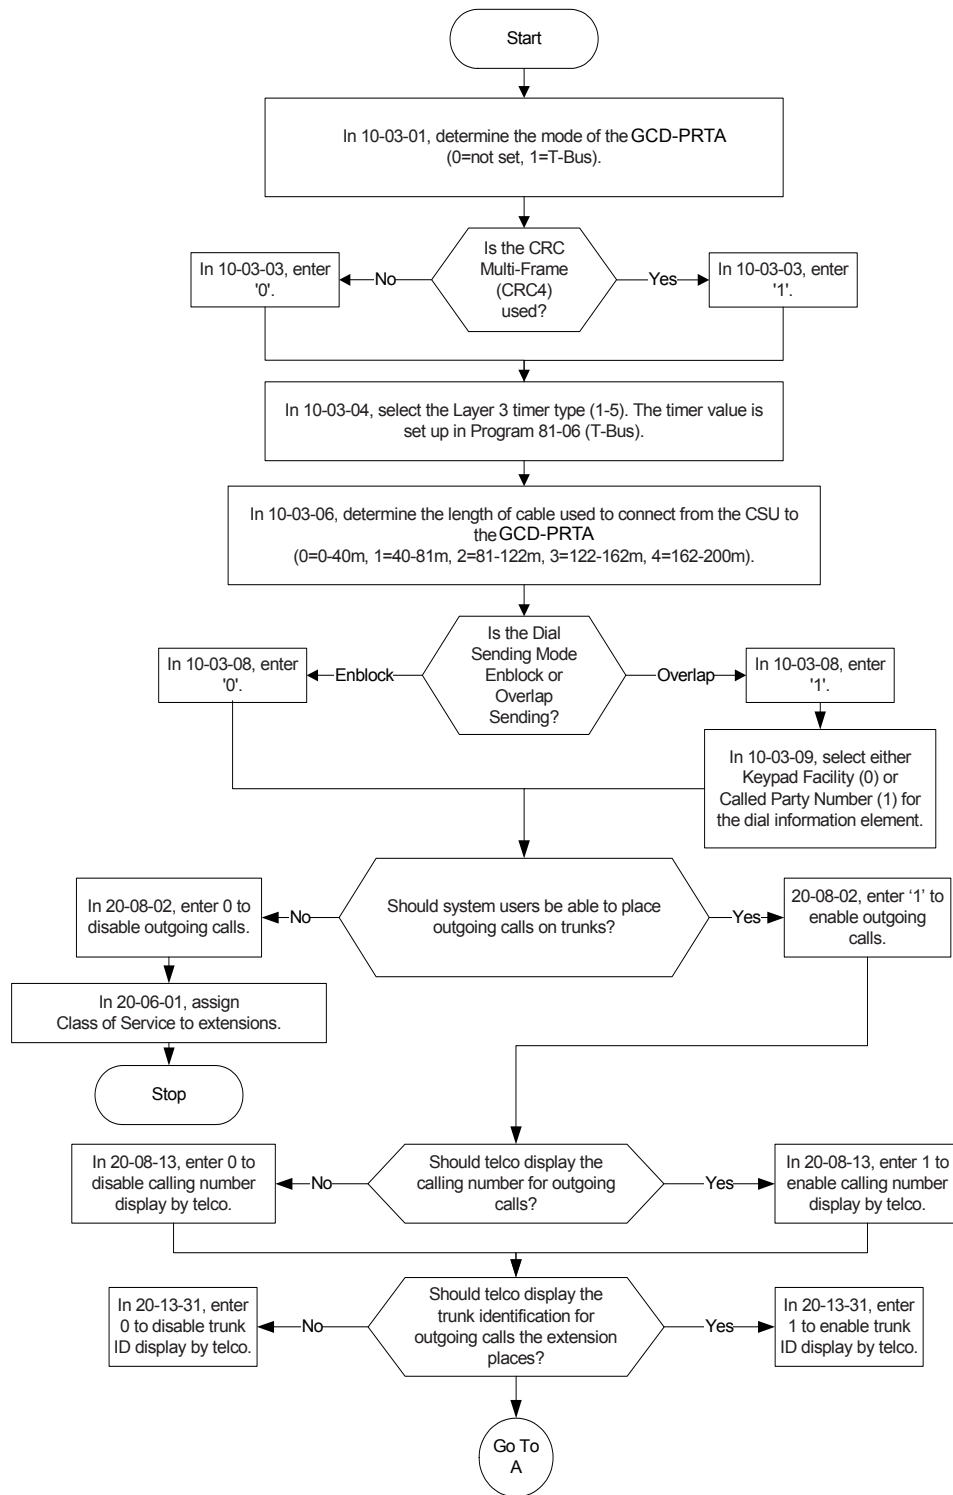 Start
In 10-03-01, determine the mode of the GCD-PRTA
(0=not set, 1=T-Bus).
Is the CRC
Multi-Frame
(CRC4)
used?
No
Yes
In 10-03-03, enter
'0'.
In 10-03-03, enter
'1'.
In 10-03-04, select the Layer 3 timer type (1-5). The timer value is
set up in Program 81-06 (T-Bus).
In 10-03-06, determine the length of cable used to connect from the CSU to
the GCD-PRTA
(0=0-40m, 1=40-81m, 2=81-122m, 3=122-162m, 4=162-200m).
Is the Dial
Sending Mode
Enblock or
Overlap
Sending?
Enblock
Overlap
In 10-03-08, enter
'0'.
In 10-03-08, enter
'1'.
In 10-03-09, select either
Keypad Facility (0) or
Called Party Number (1) for
the dial information element.
Should system users be able to place
outgoing calls on trunks?
No
Yes
In 20-08-02, enter 0 to
disable outgoing calls.
20-08-02, enter ‘1’ to
enable outgoing
calls.
In 20-06-01, assign
Class of Service to extensions.
Stop
Should telco display the
calling number for outgoing
calls?
No
Yes
In 20-08-13, enter 0 to
disable calling number
display by telco.
In 20-08-13, enter 1 to
enable calling number
display by telco.
Should telco display the
trunk identification for
outgoing calls the extension
places?
No
Yes
In 20-13-31, enter
0 to disable trunk
ID display by telco.
In 20-13-31, enter
1 to enable trunk
ID display by telco.
Go To
A